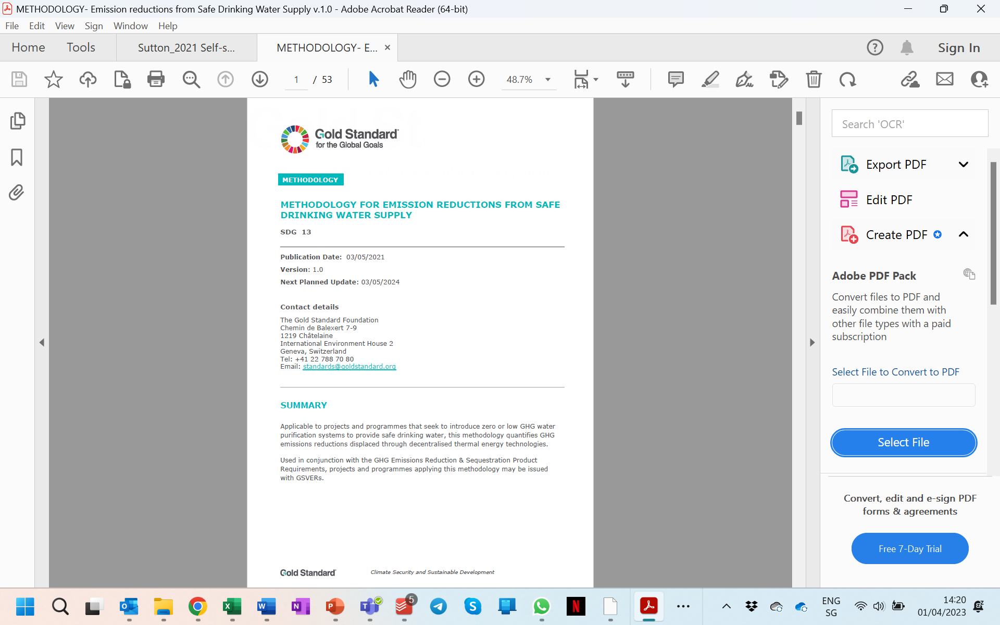 METHODOLOGY- Emission reductions from Safe Drinking Water Supply v.1.0 - Adobe Acrobat Reader (64-bit)
File Edit View Sign Window Help
Home Tools Sutton_2021 Self-s... METHODOLOGY- E... Sign In
1 / 53 48.7%
Gold Standard
for the Global Goals
METHODOLOGY
METHODOLOGY FOR EMISSION REDUCTIONS FROM SAFE
DRINKING WATER SUPPLY
SDG 13
Publication Date: 03/05/2021
Version: 1.0
Next Planned Update: 03/05/2024
Contact details
The Gold Standard Foundation
Chemin de Balexert 7-9
1219 Châtelaine
International Environment House 2
Geneva, Switzerland
Tel: +41 22 788 70 80
Email: standards@goldstandard.org
SUMMARY
Applicable to projects and programmes that seek to introduce zero or low GHG water
purification systems to provide safe drinking water, this methodology quantifies GHG
emissions reductions displaced through decentralised thermal energy technologies.
Used in conjunction with the GHG Emissions Reduction & Sequestration Product
Requirements, projects and programmes applying this methodology may be issued
with GSVERs.
Gold Standard Climate Security and Sustainable Development
Search 'OCR'
Export PDF
Edit PDF
Create PDF
Adobe PDF Pack
Convert files to PDF and
easily combine them with
other file types with a paid
subscription
Select File to Convert to PDF
Select File
Convert, edit and e-sign PDF
forms & agreements
Free 7-Day Trial
5
ENG
SG
14:20
01/04/2023